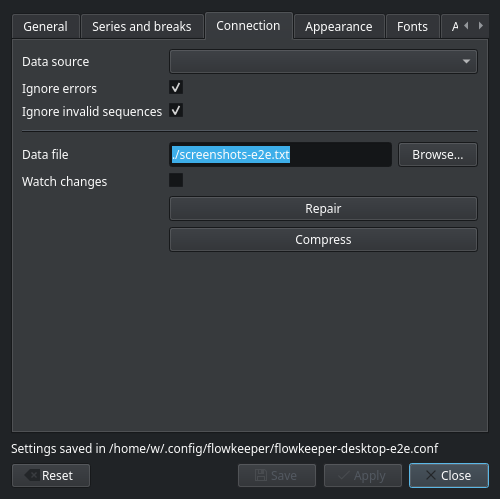 General Series and breaks Connection Appearance Fonts A
Data source
Ignore errors
Ignore invalid sequences
Data file ./screenshots-e2e.txt Browse...
Watch changes
Repair
Compress
Settings saved in /home/w/.config/flowkeeper/flowkeeper-desktop-e2e.conf
Reset Save Apply Close